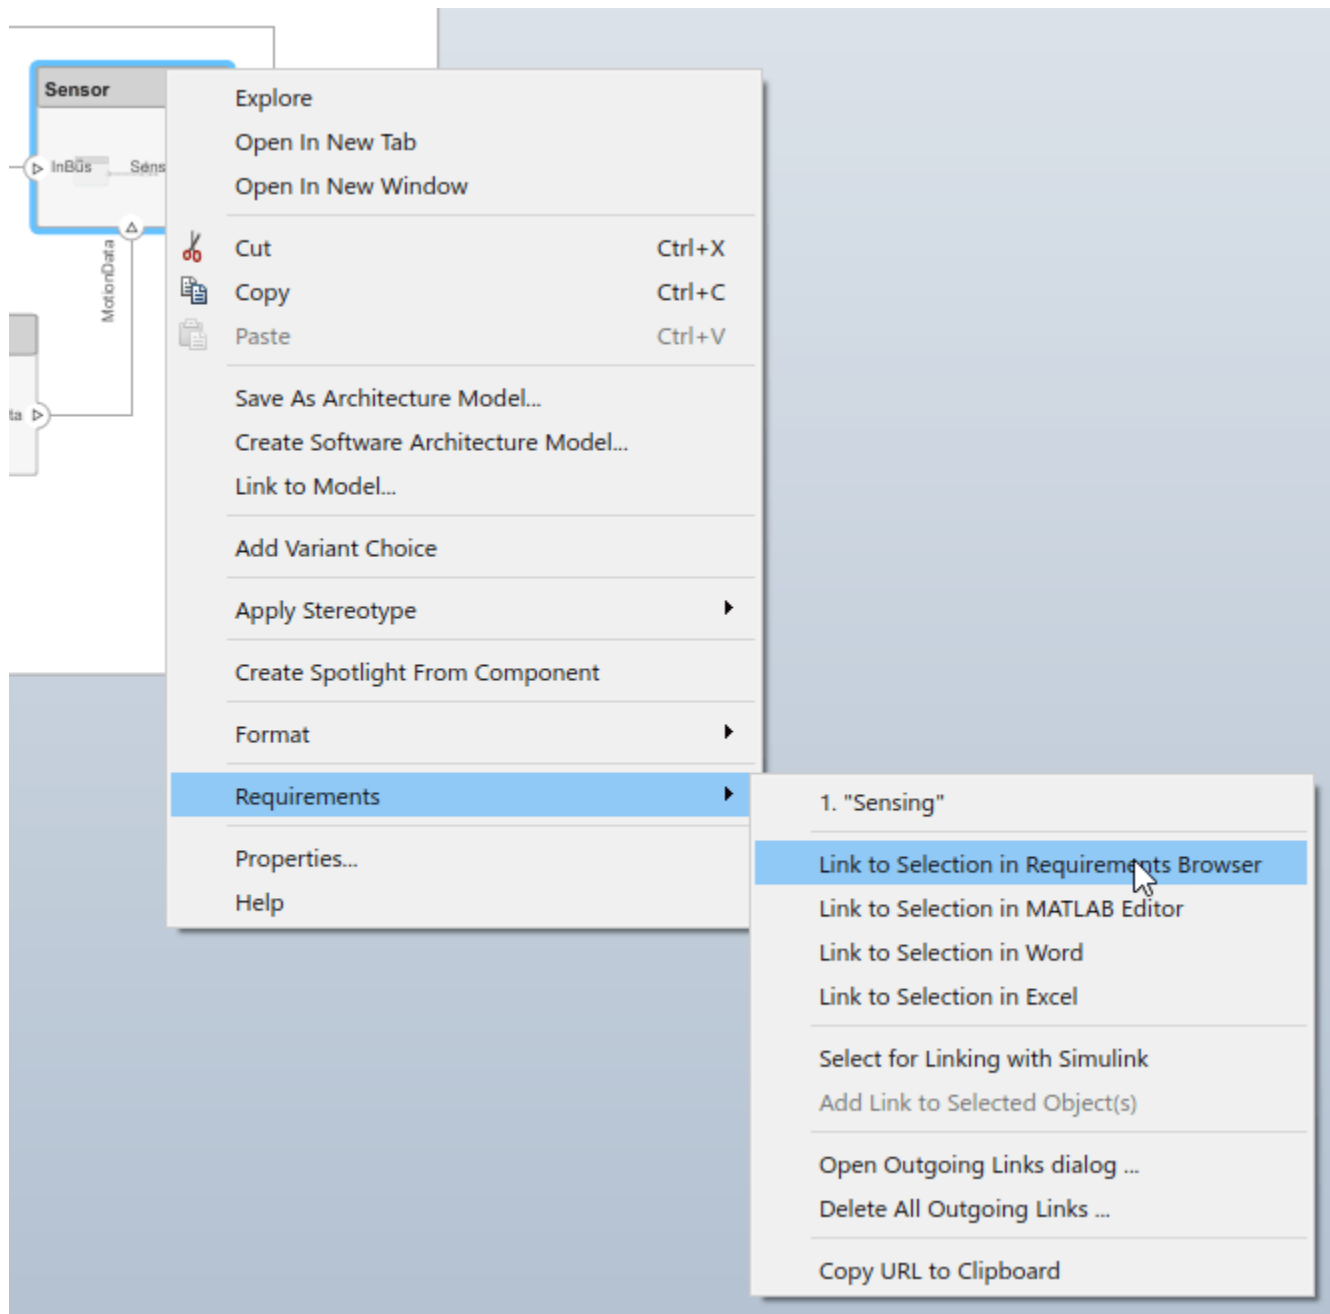 Sensor
InBus Sens
MotionData
ta
Explore
Open In New Tab
Open In New Window
Cut Ctrl+X
Copy Ctrl+C
Paste Ctrl+V
Save As Architecture Model...
Create Software Architecture Model...
Link to Model...
Add Variant Choice
Apply Stereotype
Create Spotlight From Component
Format
Requirements
Properties...
Help
1. "Sensing"
Link to Selection in Requirements Browser
Link to Selection in MATLAB Editor
Link to Selection in Word
Link to Selection in Excel
Select for Linking with Simulink
Add Link to Selected Object(s)
Open Outgoing Links dialog ...
Delete All Outgoing Links ...
Copy URL to Clipboard